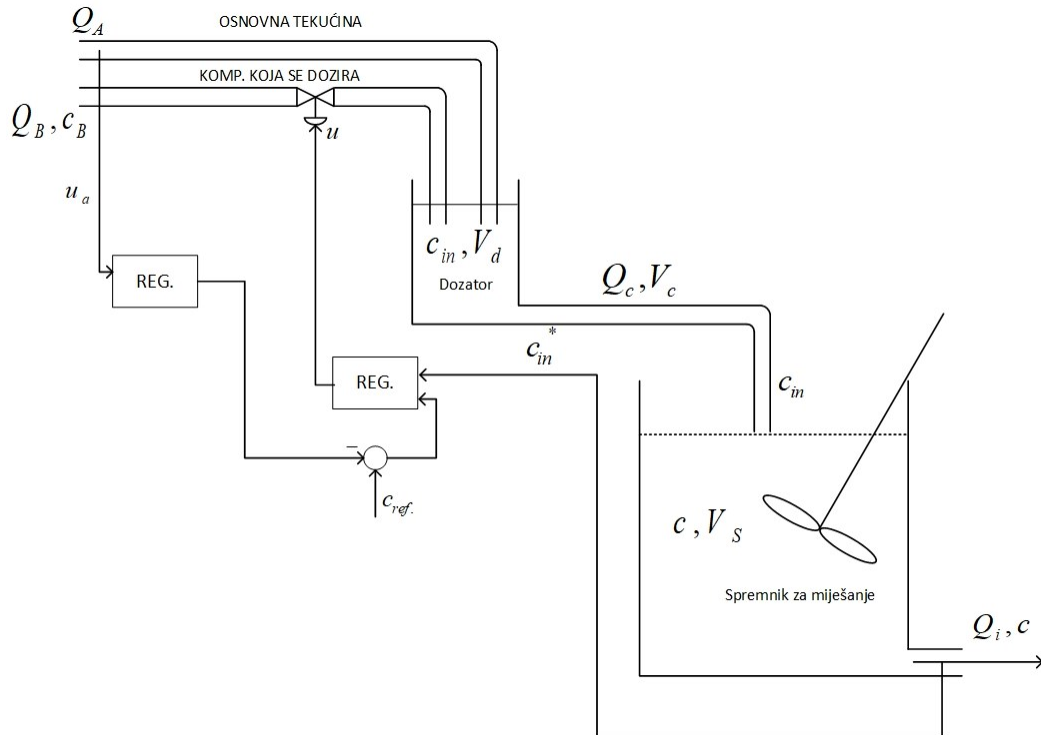 Q_A
OSNOVNA TEKUĆINA
KOMP. KOJA SE DOZIRA
Q_B, c_B
u
u_a
c_in, V_d
Dozator
REG.
Q_c, V_c
c_in*
REG.
c_in
−
c_ref.
c, V_S
Spremnik za miješanje
Q_i, c